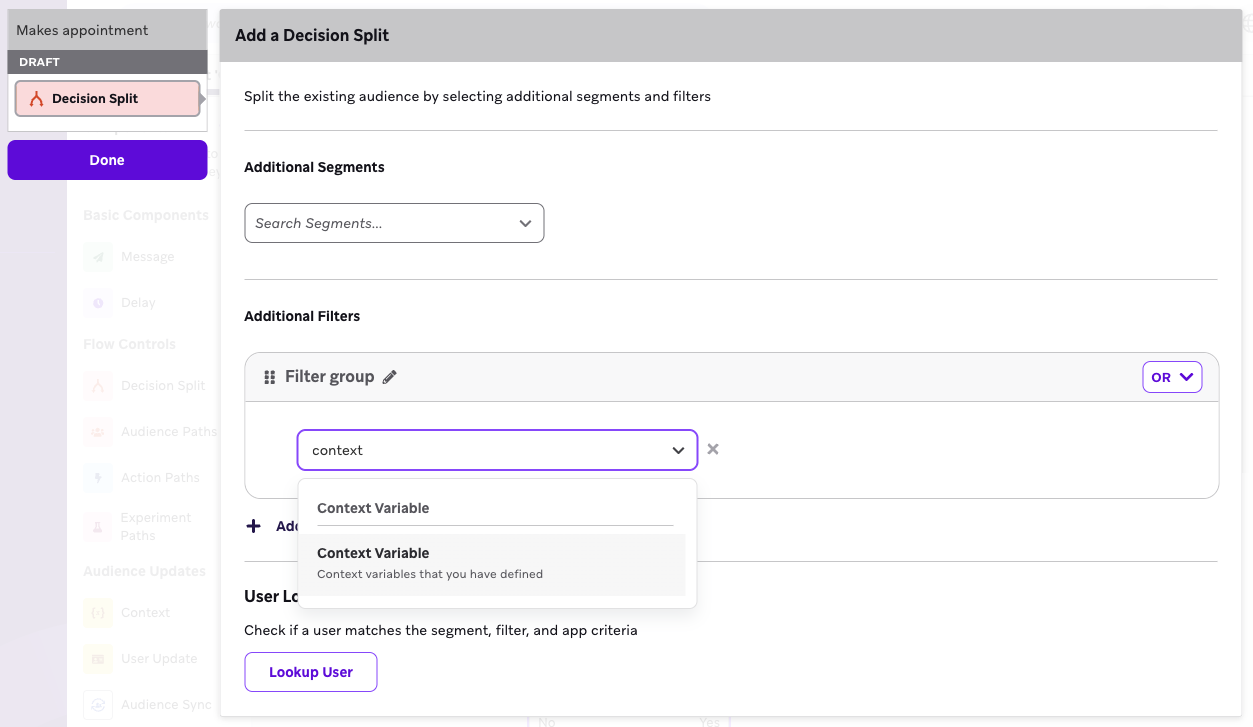 Makes appointment
DRAFT
Decision Split
Done
Basic Components
Message
Delay
Flow Controls
Decision Split
Audience Paths
Action Paths
Experiment
Paths
Audience Updates
Context
User Update
Audience Sync
Add a Decision Split
Split the existing audience by selecting additional segments and filters
Additional Segments
Search Segments...
Additional Filters
Filter group
OR
context
Context Variable
Context Variable
Context variables that you have defined
Check if a user matches the segment, filter, and app criteria
Lookup User
No
Yes